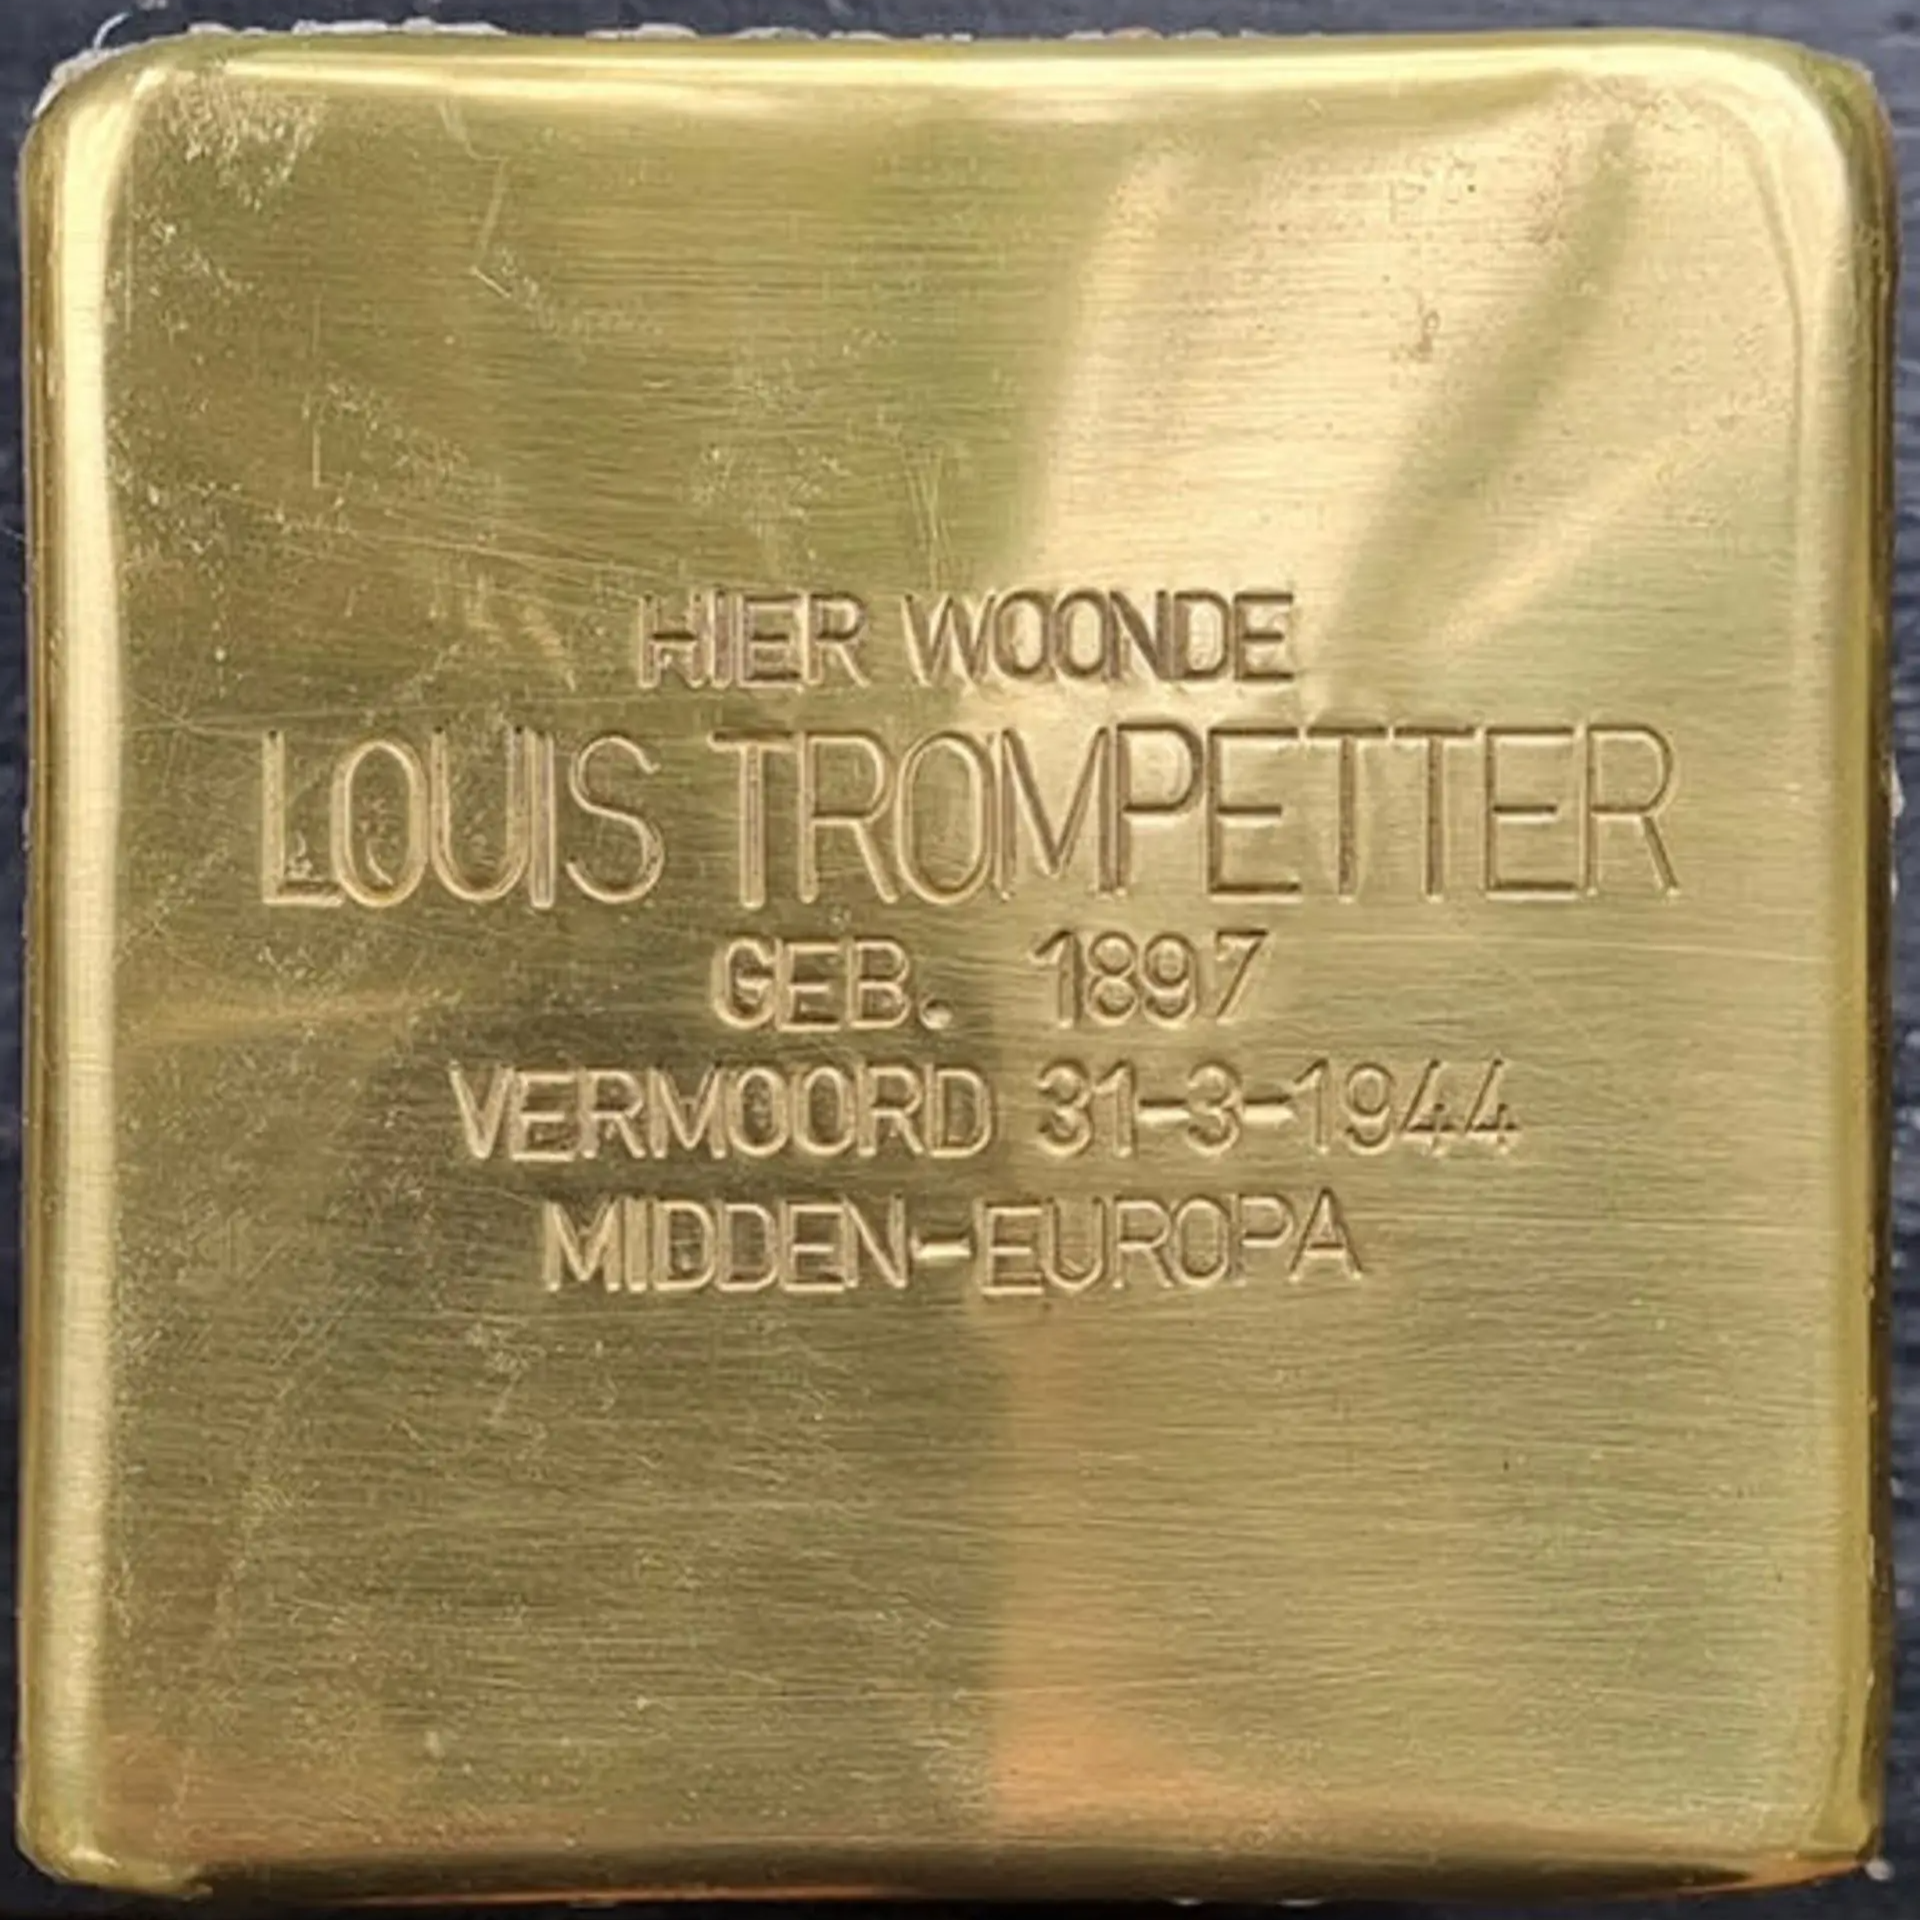 HIER WOONDE
LOUIS TROMPETTER
GEB. 1897
VERMOORD 31-3-1944
MIDDEN-EUROPA